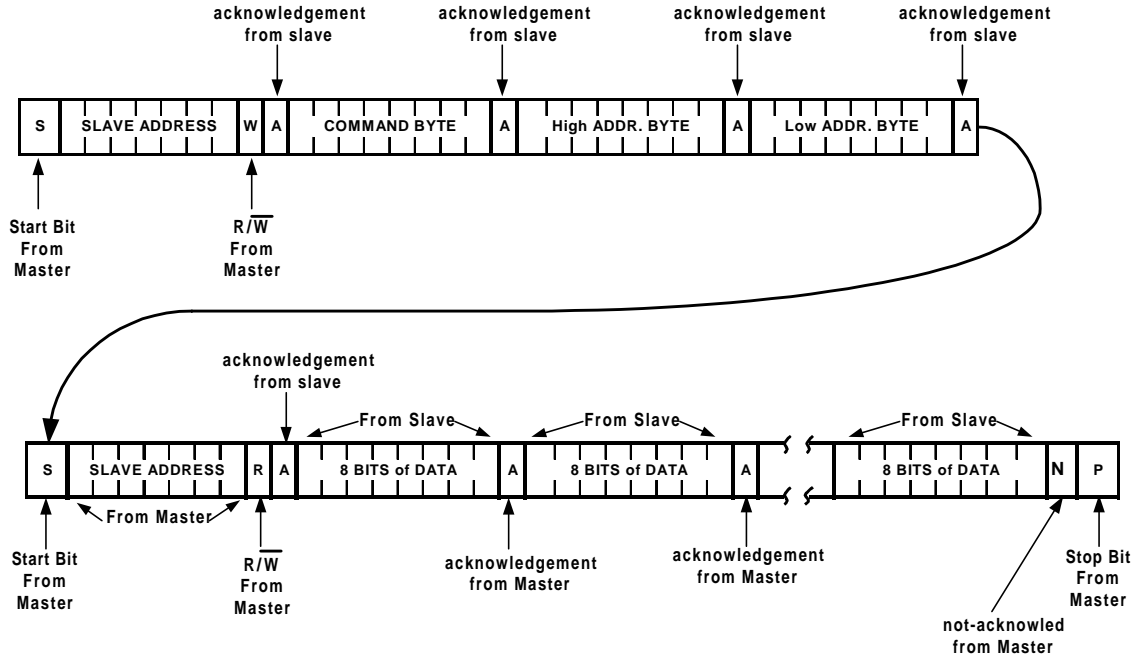 acknowledgement
from slave
acknowledgement
from slave
acknowledgement
from slave
acknowledgement
from slave
S SLAVE ADDRESS W A COMMAND BYTE A High ADDR. BYTE A Low ADDR. BYTE A
Start Bit
From
Master
R/W̅
From
Master
acknowledgement
from slave
From Slave
From Slave
From Slave
S SLAVE ADDRESS R A 8 BITS of DATA A 8 BITS of DATA A 8 BITS of DATA N P
From Master
Start Bit
From
Master
R/W̅
From
Master
acknowledgement
from Master
acknowledgement
from Master
Stop Bit
From
Master
not-acknowled
from Master